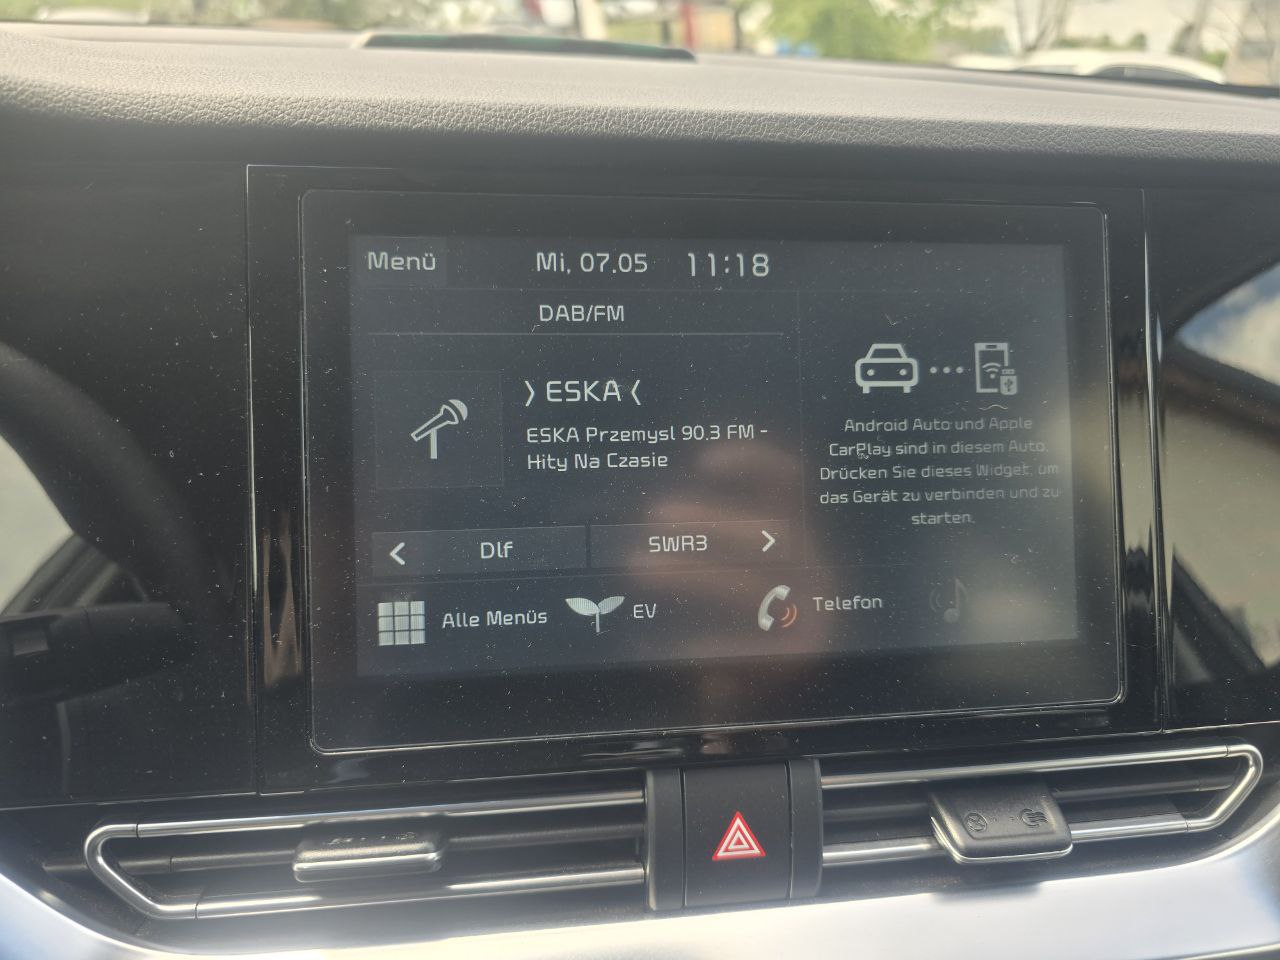 Menü
Mi, 07.05
11:18
DAB/FM
⟩ ESKA ⟨
ESKA Przemysl 90.3 FM -
Hity Na Czasie
Dlf
SWR3
Android Auto und Apple
CarPlay sind in diesem Auto.
Drücken Sie dieses Widget, um
das Gerät zu verbinden und zu
starten.
Alle Menüs
EV
Telefon